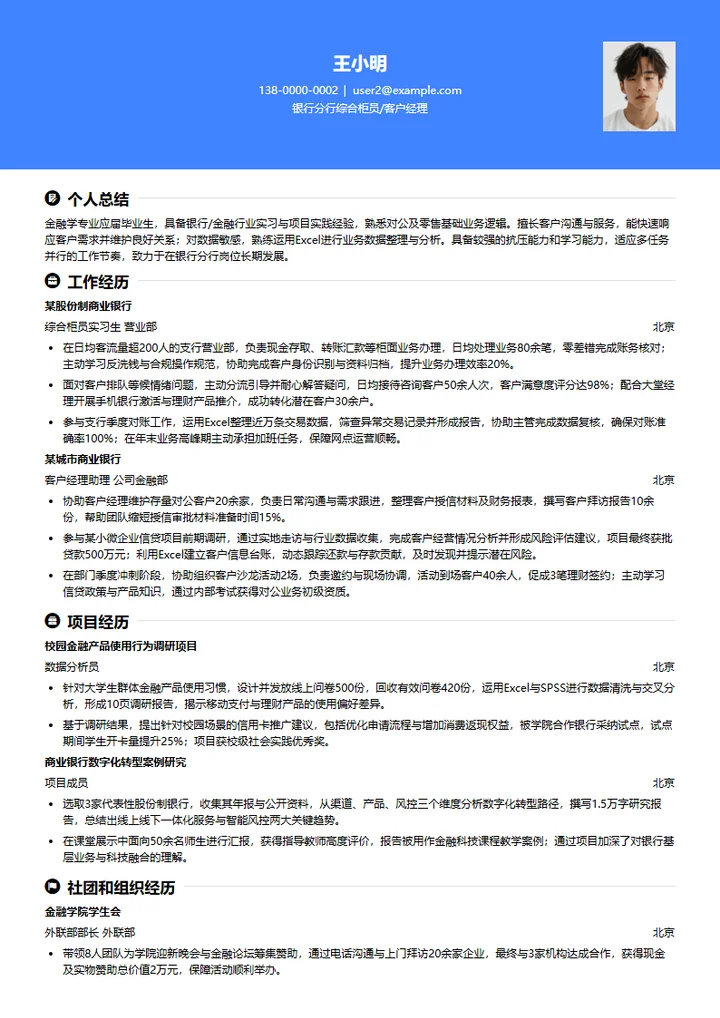 王小明
138-0000-0002 | user2@example.com
银行分行综合柜员/客户经理
个人总结
金融学专业应届毕业生，具备银行/金融行业实习与项目实践经验，熟悉对公及零售基础业务逻辑。擅长客户沟通与服务，能快速响
应客户需求并维护良好关系；对数据敏感，熟练运用Excel进行业务数据整理与分析。具备较强的抗压能力和学习能力，适应多任务
并行的工作节奏，致力于在银行分行岗位长期发展。
工作经历
某股份制商业银行
综合柜员实习生 营业部 北京
• 在日均客流量超200人的支行营业部，负责现金存取、转账汇款等柜面业务办理，日均处理业务80余笔，零差错完成账务核对；
主动学习反洗钱与合规操作规范，协助完成客户身份识别与资料归档，提升业务办理效率20%。
• 面对客户排队等候情绪问题，主动分流引导并耐心解答疑问，日均接待咨询客户50余人次，客户满意度评分达98%；配合大堂经
理开展手机银行激活与理财产品推介，成功转化潜在客户30余户。
• 参与支行季度对账工作，运用Excel整理近万条交易数据，筛查异常交易记录并形成报告，协助主管完成数据复核，确保对账准
确率100%；在年末业务高峰期主动承担加班任务，保障网点运营顺畅。
某城市商业银行
客户经理助理 公司金融部 北京
• 协助客户经理维护存量对公客户20余家，负责日常沟通与需求跟进，整理客户授信材料及财务报表，撰写客户拜访报告10余
份，帮助团队缩短授信审批材料准备时间15%。
• 参与某小微企业信贷项目前期调研，通过实地走访与行业数据收集，完成客户经营情况分析并形成风险评估建议，项目最终获批
贷款500万元；利用Excel建立客户信息台账，动态跟踪还款与存款贡献，及时发现并提示潜在风险。
• 在部门季度冲刺阶段，协助组织客户沙龙活动2场，负责邀约与现场协调，活动到场客户40余人，促成3笔理财签约；主动学习
信贷政策与产品知识，通过内部考试获得对公业务初级资质。
项目经历
校园金融产品使用行为调研项目
数据分析员 北京
• 针对大学生群体金融产品使用习惯，设计并发放线上问卷500份，回收有效问卷420份，运用Excel与SPSS进行数据清洗与交叉分
析，形成10页调研报告，揭示移动支付与理财产品的使用偏好差异。
• 基于调研结果，提出针对校园场景的信用卡推广建议，包括优化申请流程与增加消费返现权益，被学院合作银行采纳试点，试点
期间学生开卡量提升25%；项目获校级社会实践优秀奖。
商业银行数字化转型案例研究
项目成员 北京
• 选取3家代表性股份制银行，收集其年报与公开资料，从渠道、产品、风控三个维度分析数字化转型路径，撰写1.5万字研究报
告，总结出线上线下一体化服务与智能风控两大关键趋势。
• 在课堂展示中面向50余名师生进行汇报，获得指导教师高度评价，报告被用作金融科技课程教学案例；通过项目加深了对银行基
层业务与科技融合的理解。
社团和组织经历
金融学院学生会
外联部部长 外联部 北京
• 带领8人团队为学院迎新晚会与金融论坛筹集赞助，通过电话沟通与上门拜访20余家企业，最终与3家机构达成合作，获得现金
及实物赞助总价值2万元，保障活动顺利举办。